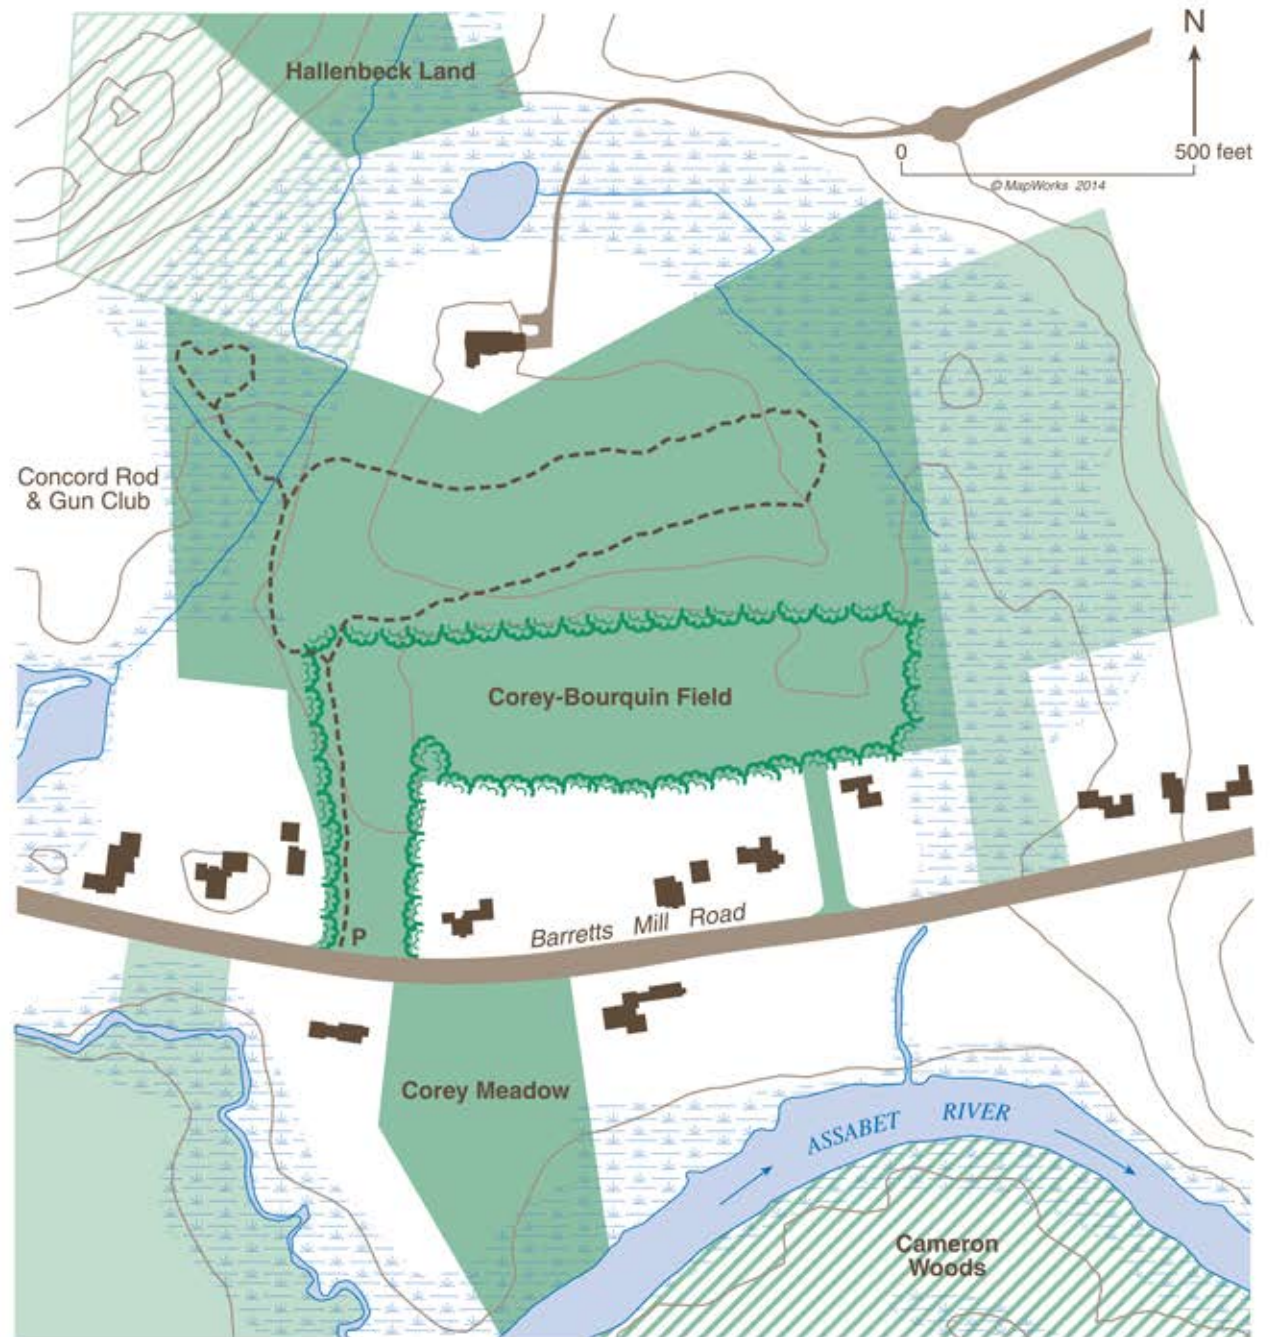 N
Hallenbeck Land
0
500 feet
© MapWorks 2014
Concord Rod
& Gun Club
Corey-Bourquin Field
Barretts Mill Road
P
Corey Meadow
ASSABET RIVER
Cameron
Woods